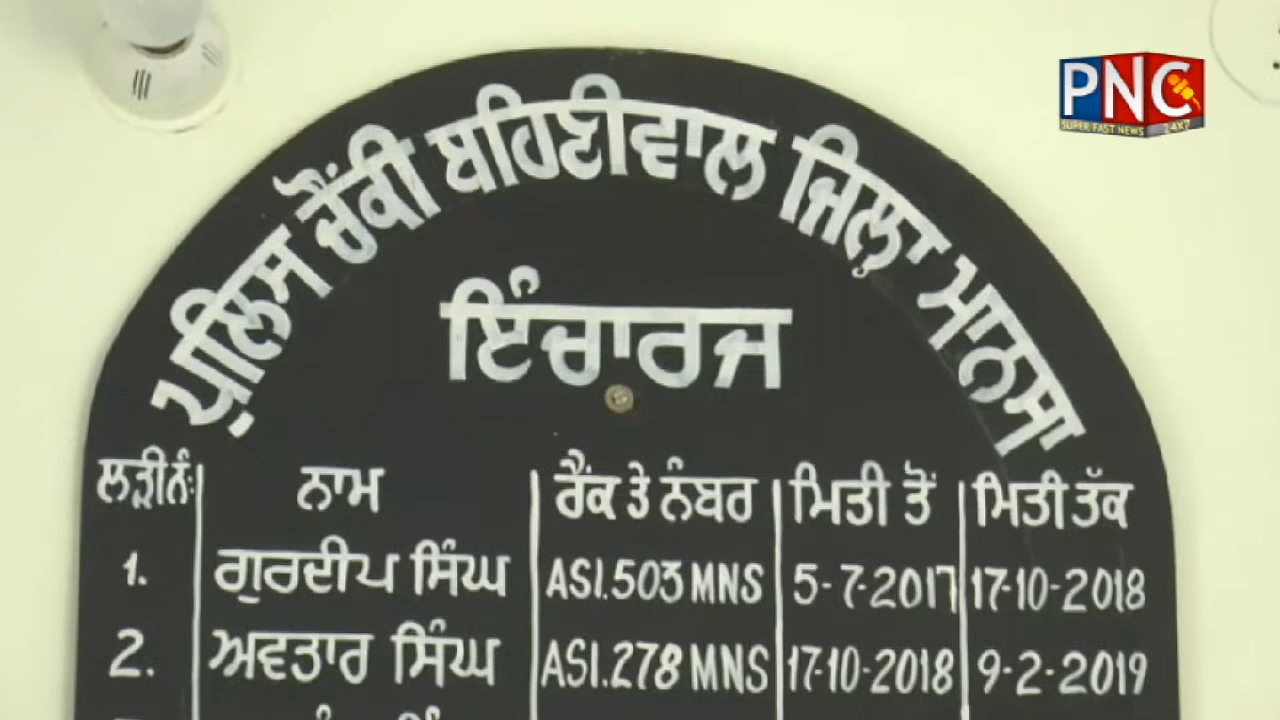 PNC
SUPER FAST NEWS 24X7
ਪੁਲਿਸ ਚੌਂਕੀ ਬਹਿਣੀਵਾਲ ਜਿਲ੍ਹਾ ਮਾਨਸਾ
ਇੰਚਾਰਜ
ਲੜੀਨੰ: ਨਾਮ ਰੈਂਕ ਤੇ ਨੰਬਰ ਮਿਤੀ ਤੋਂ ਮਿਤੀ ਤੱਕ
1. ਗੁਰਦੀਪ ਸਿੰਘ ASI.503 MNS 5-7-2017 17-10-2018
2. ਅਵਤਾਰ ਸਿੰਘ ASI.278 MNS 17-10-2018 9-2-2019